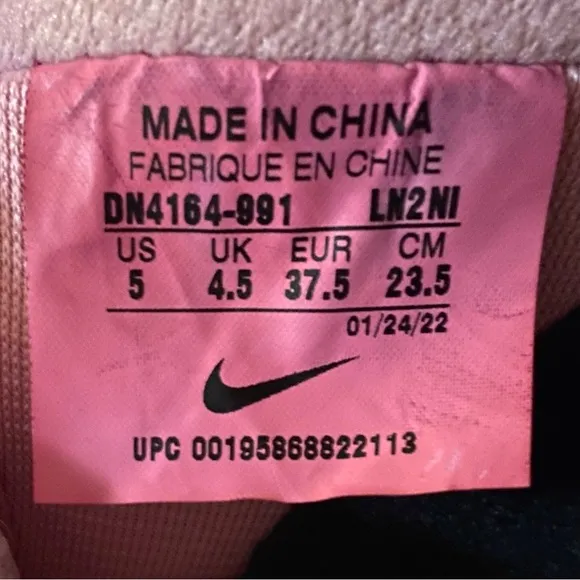 MADE IN CHINA
FABRIQUE EN CHINE
DN4164-991 LN2NI
US UK EUR CM
5 4.5 37.5 23.5
01/24/22
UPC 00195868822113